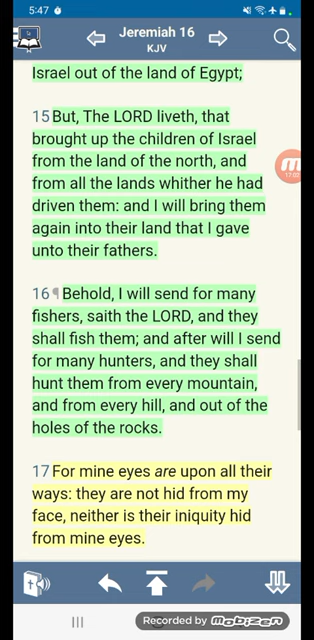 5:47
Jeremiah 16
KJV
Israel out of the land of Egypt;
15 But, The LORD liveth, that
brought up the children of Israel
from the land of the north, and
from all the lands whither he had
driven them: and I will bring them
again into their land that I gave
unto their fathers.
16 ¶ Behold, I will send for many
fishers, saith the LORD, and they
shall fish them; and after will I send
for many hunters, and they shall
hunt them from every mountain,
and from every hill, and out of the
holes of the rocks.
17 For mine eyes are upon all their
ways: they are not hid from my
face, neither is their iniquity hid
from mine eyes.
Recorded by mobizen